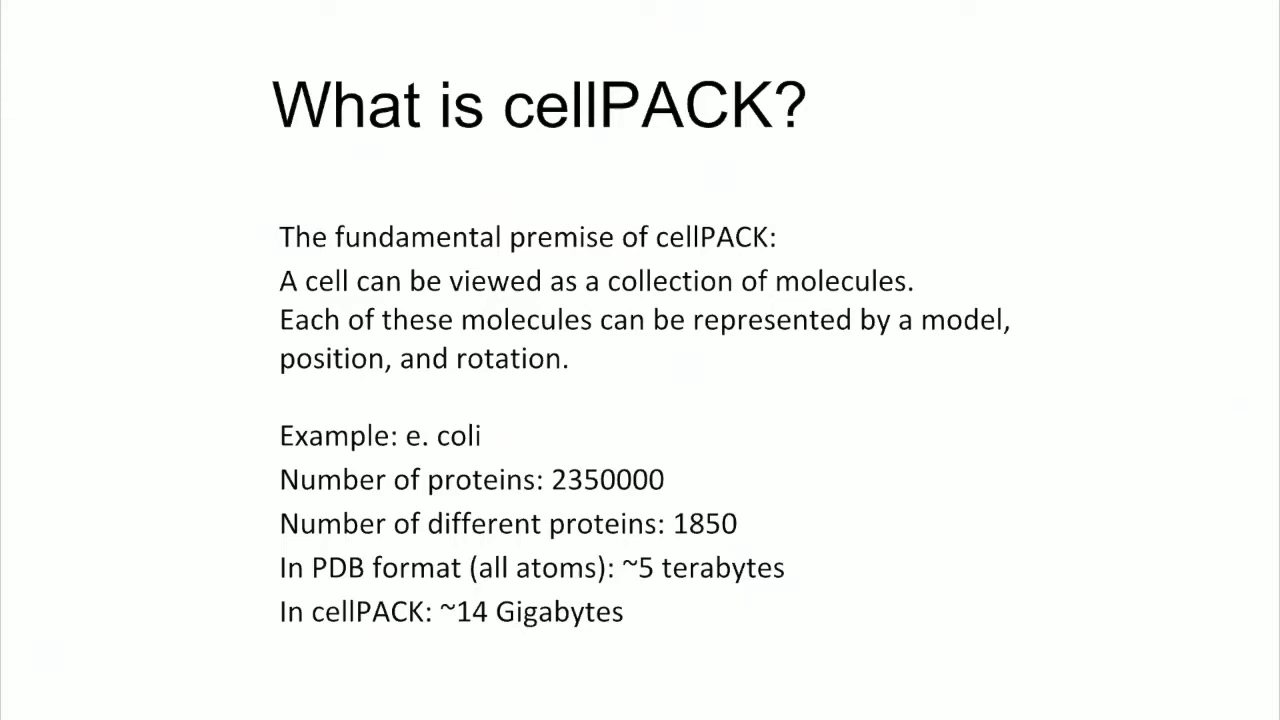 What is cellPACK?
The fundamental premise of cellPACK:
A cell can be viewed as a collection of molecules.
Each of these molecules can be represented by a model,
position, and rotation.
Example: e. coli
Number of proteins: 2350000
Number of different proteins: 1850
In PDB format (all atoms): ~5 terabytes
In cellPACK: ~14 Gigabytes